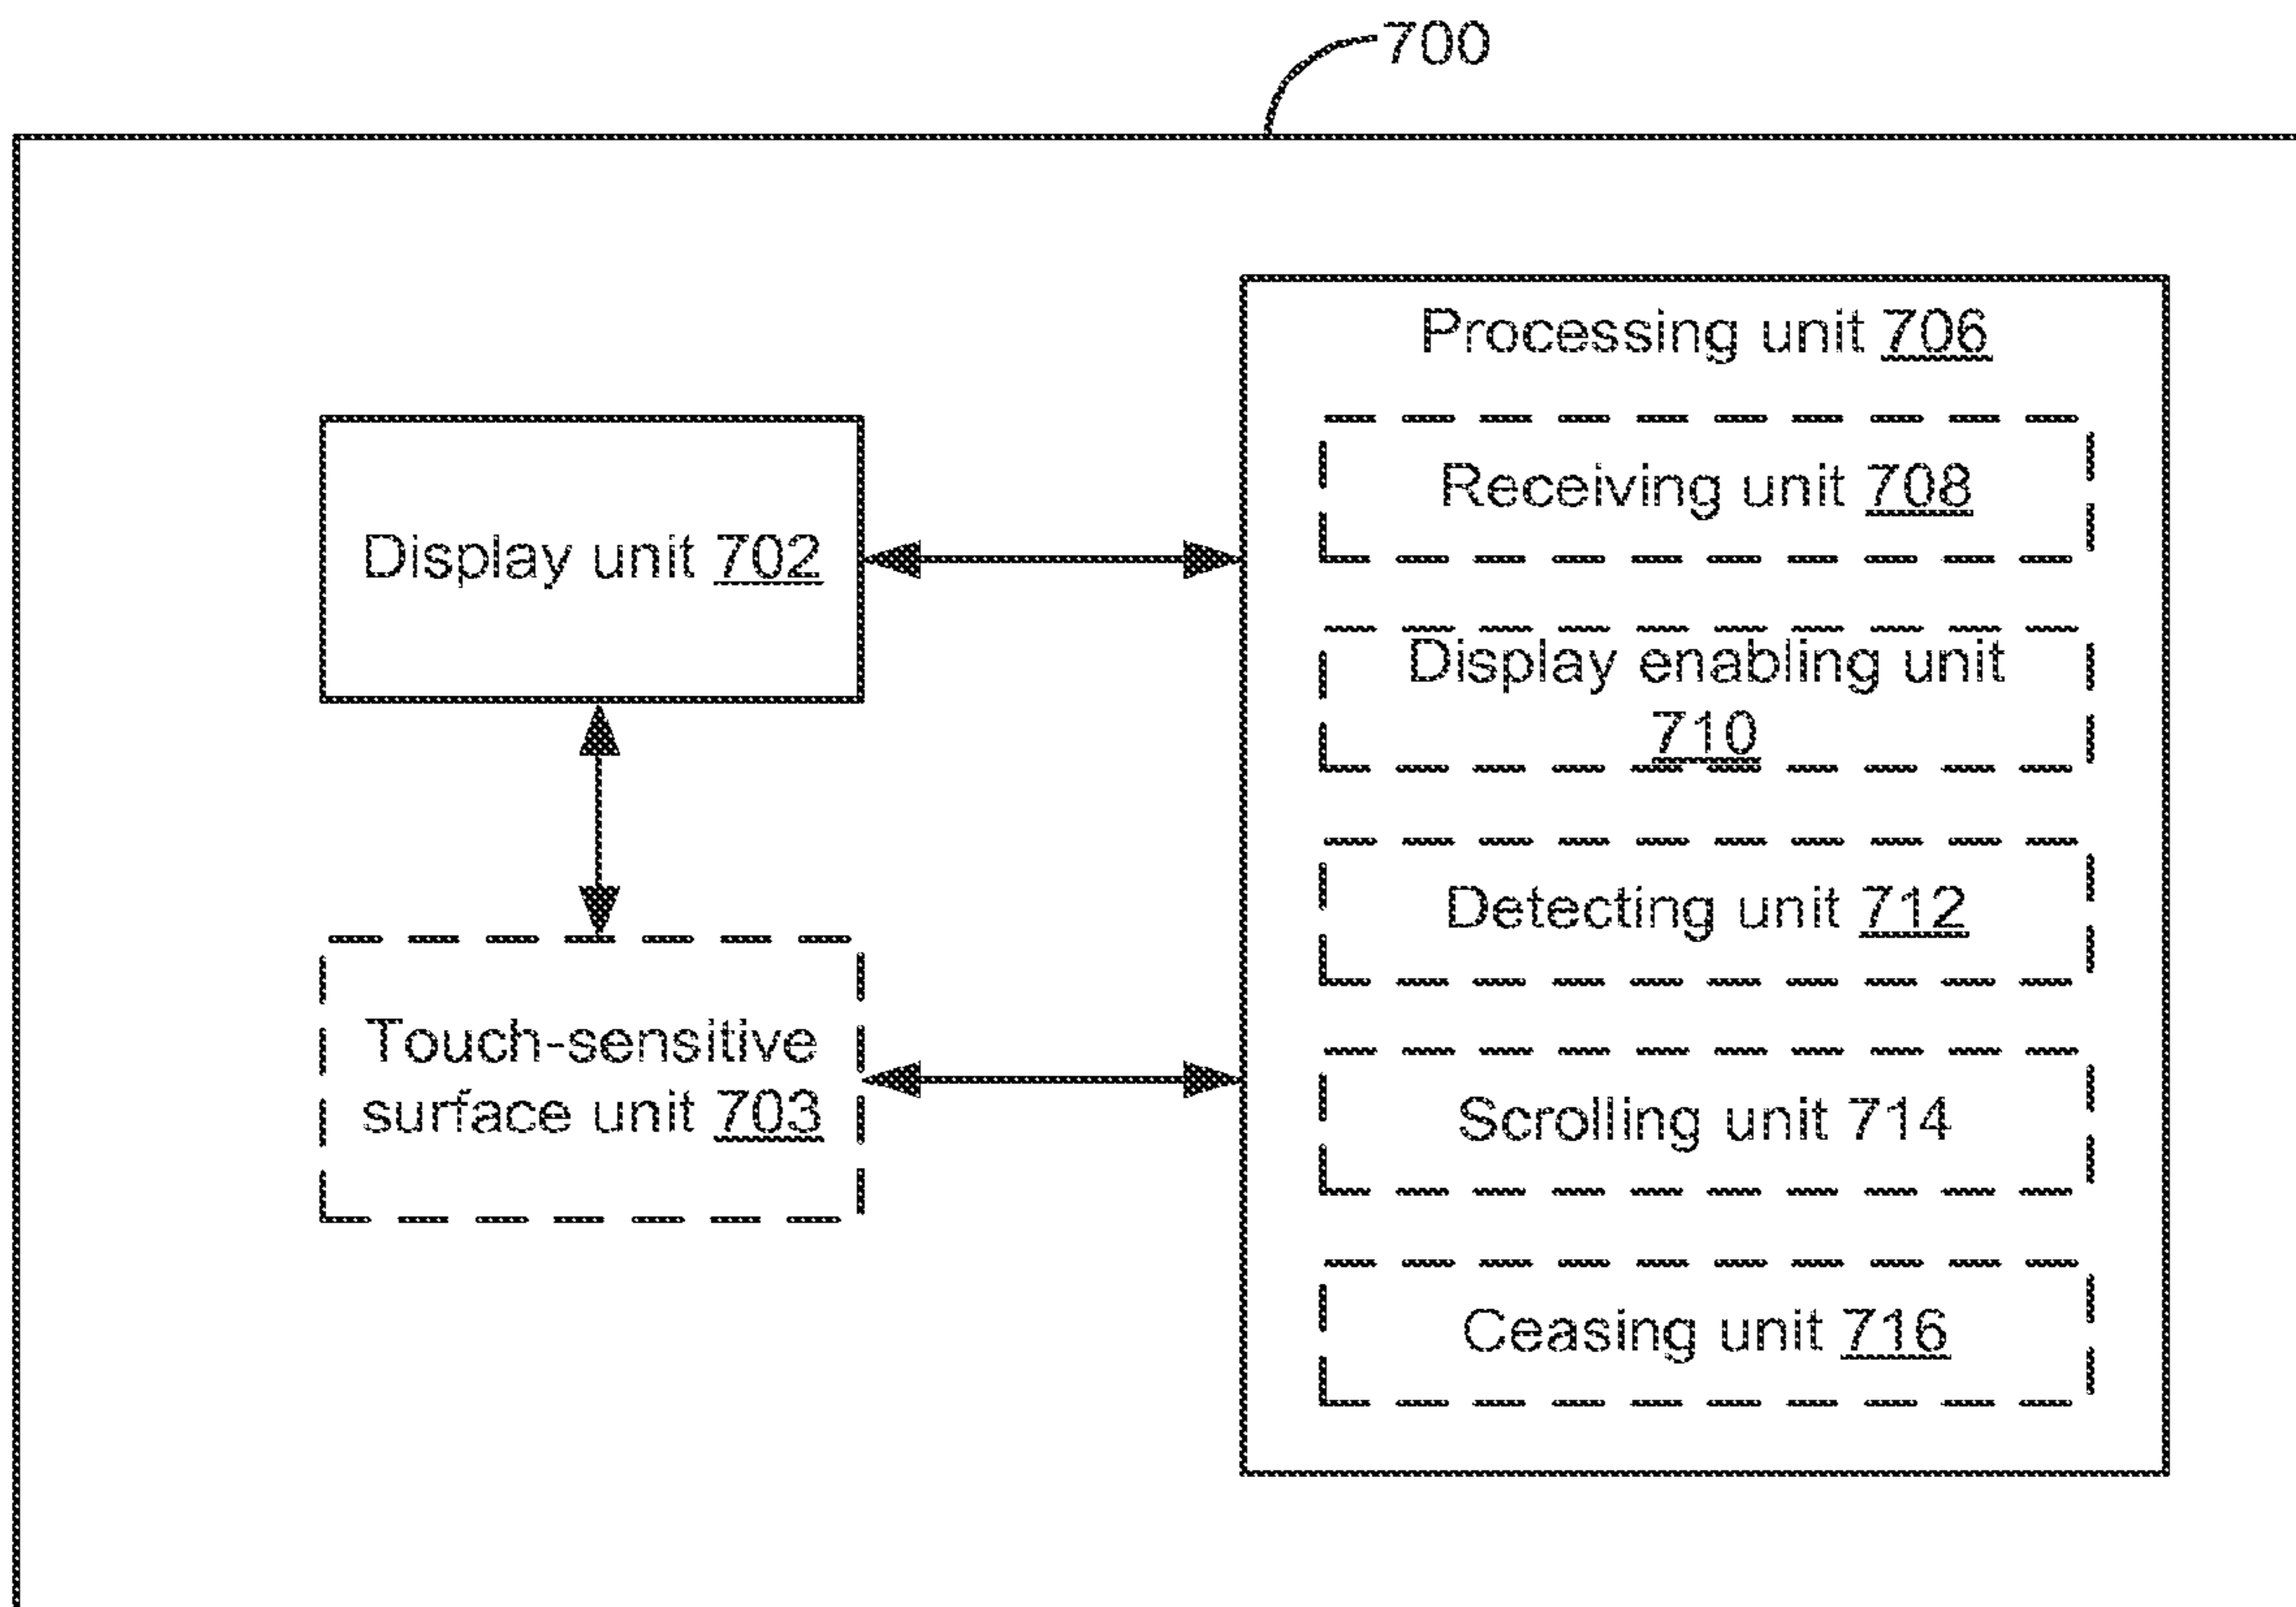 700
Processing unit 706
Receiving unit 708
Display unit 702
Display enabling unit
710
Detecting unit 712
Touch-sensitive
surface unit 703
Scrolling unit 714
Ceasing unit 716